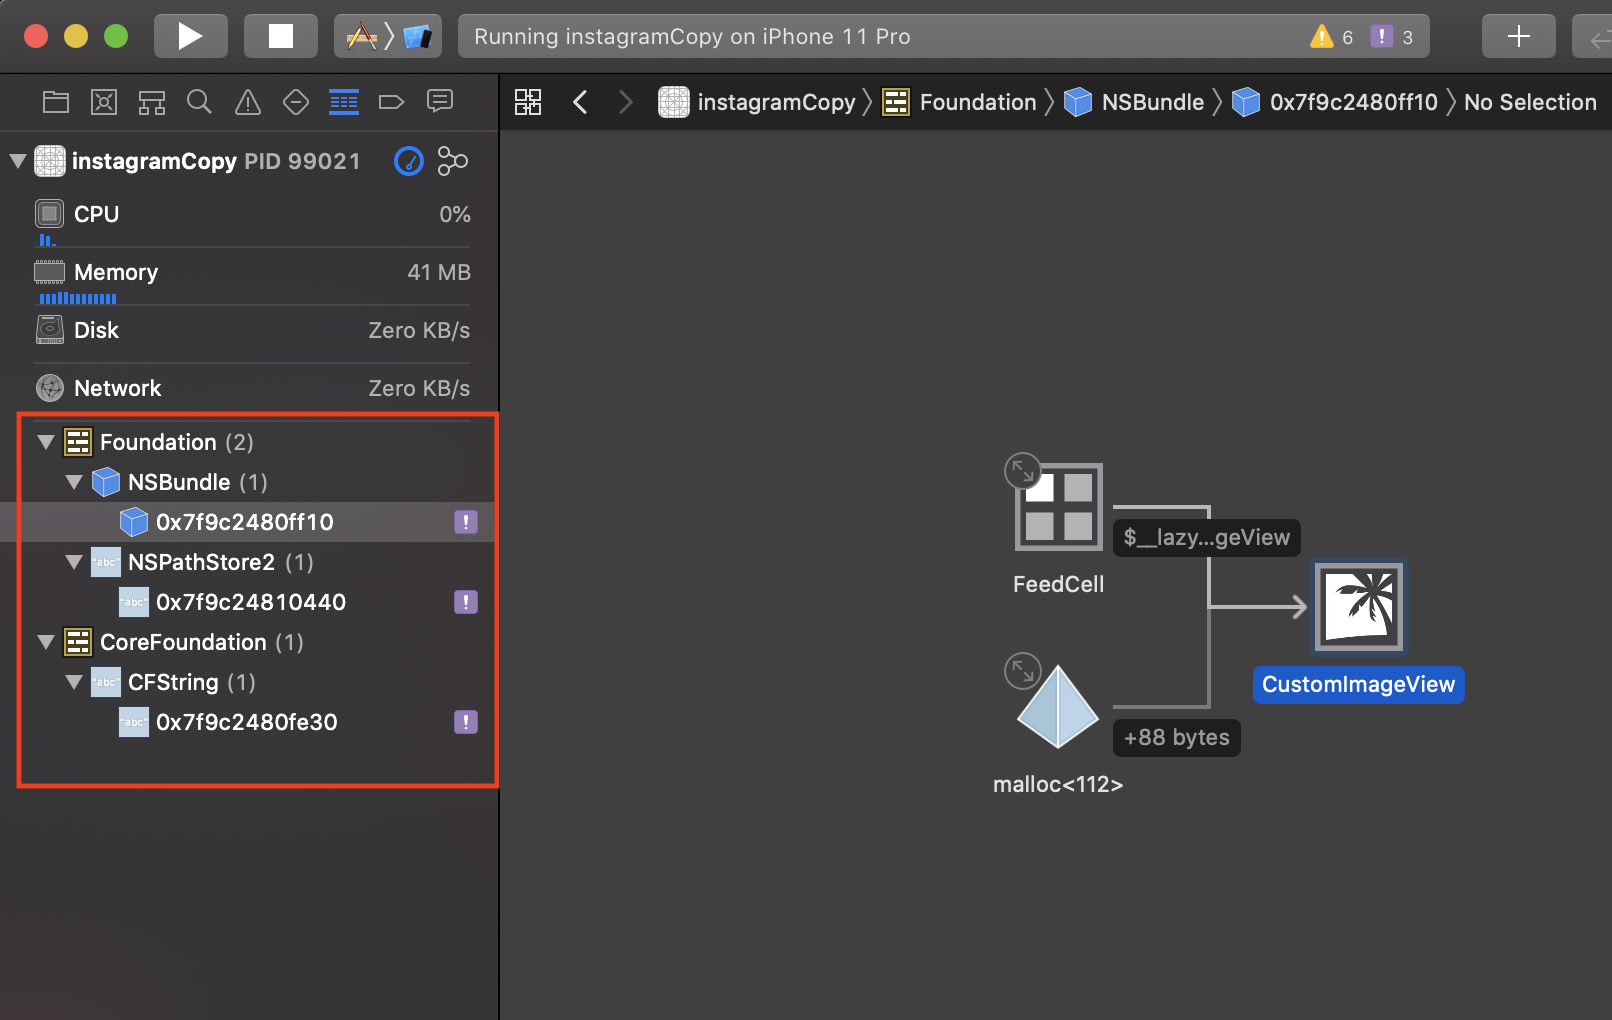 Running instagramCopy on iPhone 11 Pro
6
3
instagramCopy
Foundation
NSBundle
0x7f9c2480ff10
No Selection
instagramCopy PID 99021
CPU 0%
Memory 41 MB
Disk Zero KB/s
Network Zero KB/s
Foundation (2)
NSBundle (1)
0x7f9c2480ff10
"abc" NSPathStore2 (1)
"abc" 0x7f9c24810440
CoreFoundation (1)
"abc" CFString (1)
"abc" 0x7f9c2480fe30
$__lazy...geView
FeedCell
CustomImageView
+88 bytes
malloc<112>